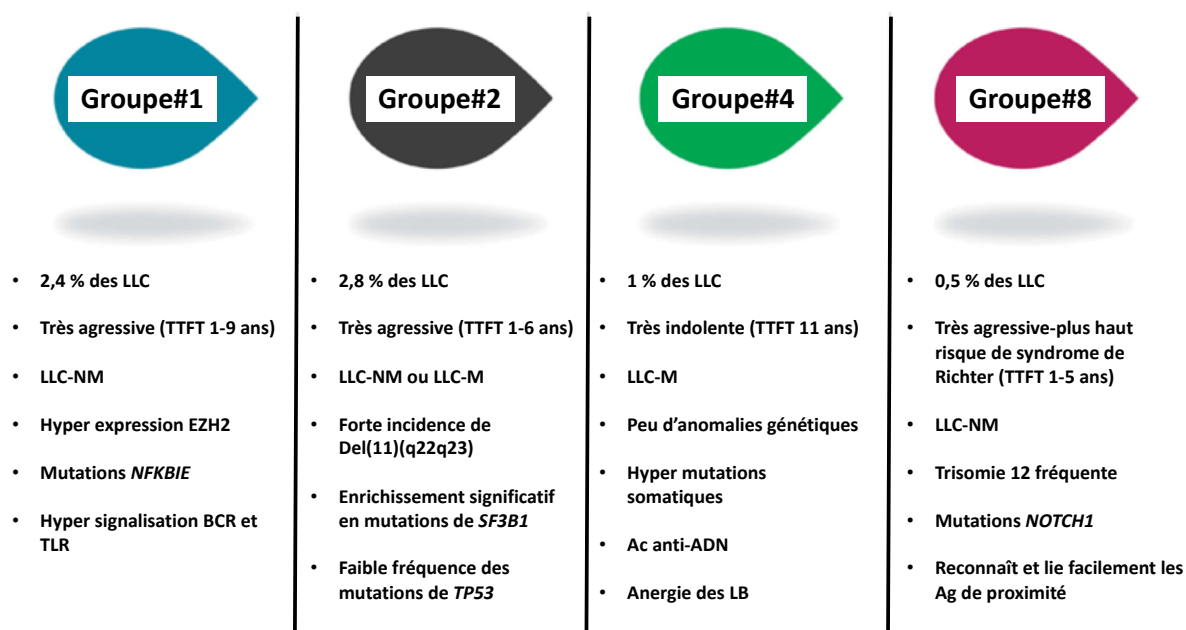 Groupe#1
• 2,4 % des LLC
• Très agressive (TTFT 1-9 ans)
• LLC-NM
• Hyper expression EZH2
• Mutations NFKBIE
• Hyper signalisation BCR et
TLR
Groupe#2
• 2,8 % des LLC
• Très agressive (TTFT 1-6 ans)
• LLC-NM ou LLC-M
• Forte incidence de
Del(11)(q22q23)
• Enrichissement significatif
en mutations de SF3B1
• Faible fréquence des
mutations de TP53
Groupe#4
• 1 % des LLC
• Très indolente (TTFT 11 ans)
• LLC-M
• Peu d’anomalies génétiques
• Hyper mutations
somatiques
• Ac anti-ADN
• Anergie des LB
Groupe#8
• 0,5 % des LLC
• Très agressive-plus haut
risque de syndrome de
Richter (TTFT 1-5 ans)
• LLC-NM
• Trisomie 12 fréquente
• Mutations NOTCH1
• Reconnaît et lie facilement les
Ag de proximité